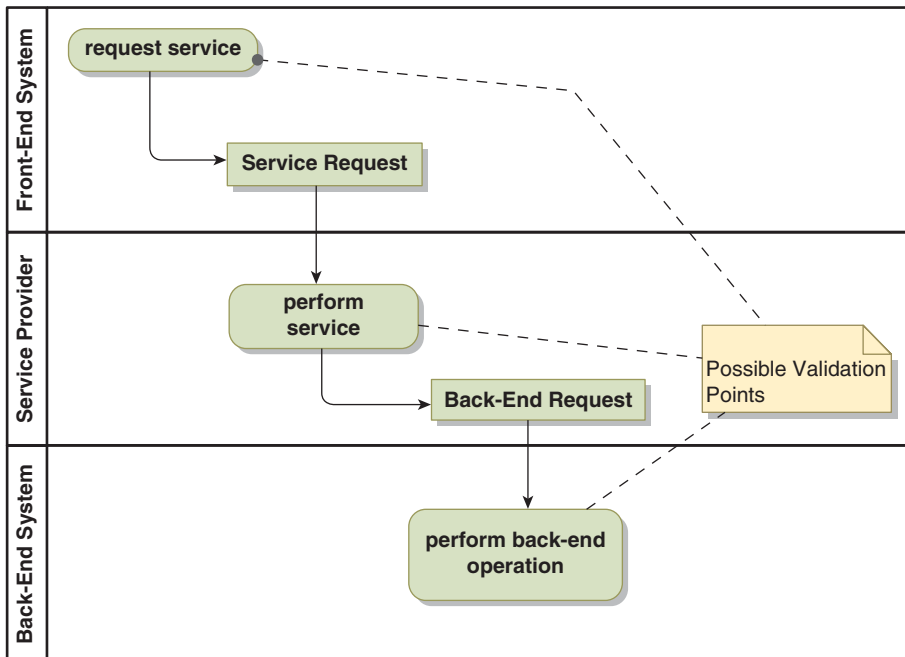 Front-End System
request service
Service Request
Service Provider
perform
service
Possible Validation
Points
Back-End Request
Back-End System
perform back-end
operation